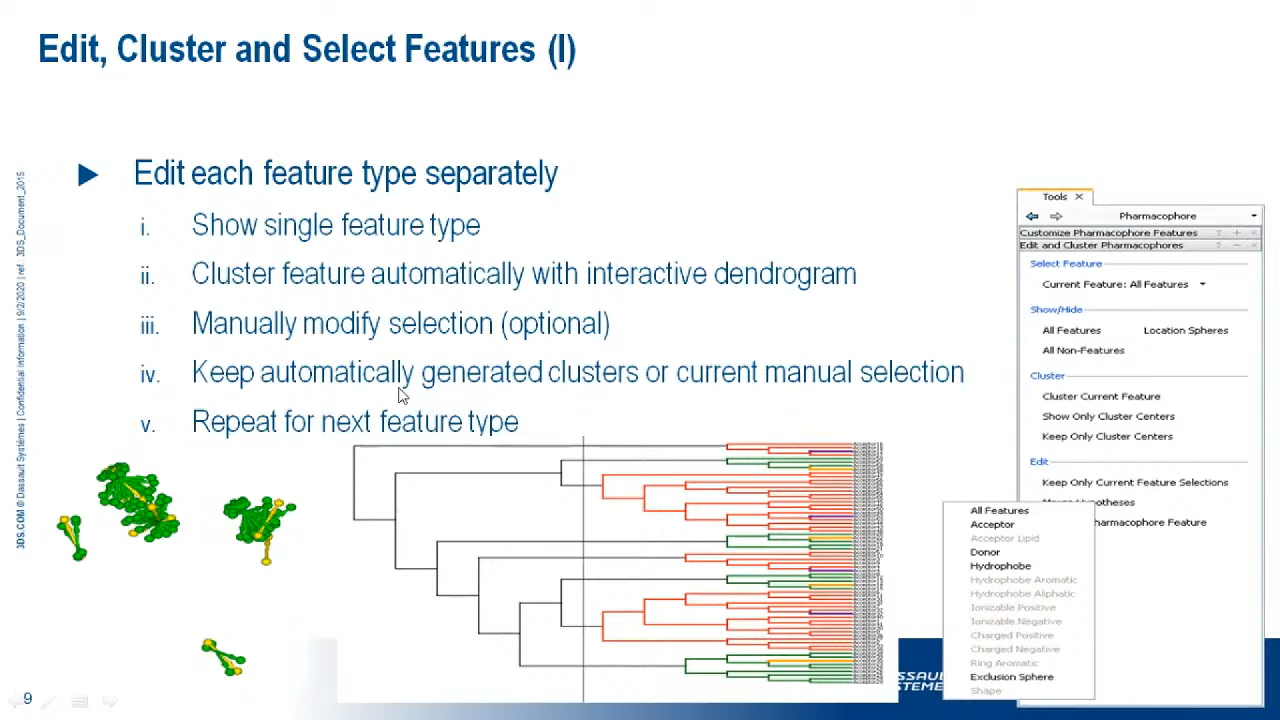 Edit, Cluster and Select Features (I)
Edit each feature type separately
i. Show single feature type
ii. Cluster feature automatically with interactive dendrogram
iii. Manually modify selection (optional)
iv. Keep automatically generated clusters or current manual selection
v. Repeat for next feature type
3DS.COM © Dassault Systèmes | Confidential Information | 9/2/2020 | ref.: 3DS_Document_2015
Tools
Pharmacophore
Customize Pharmacophore Features
Edit and Cluster Pharmacophores
Select Feature
Current Feature: All Features
Show/Hide
All Features Location Spheres
All Non-Features
Cluster
Cluster Current Feature
Show Only Cluster Centers
Keep Only Cluster Centers
Edit
Keep Only Current Feature Selections
Hypotheses
Pharmacophore Feature
All Features
Acceptor
Acceptor Lipid
Donor
Hydrophobe
Hydrophobe Aromatic
Hydrophobe Aliphatic
Ionizable Positive
Ionizable Negative
Charged Positive
Charged Negative
Ring Aromatic
Exclusion Sphere
Shape
9